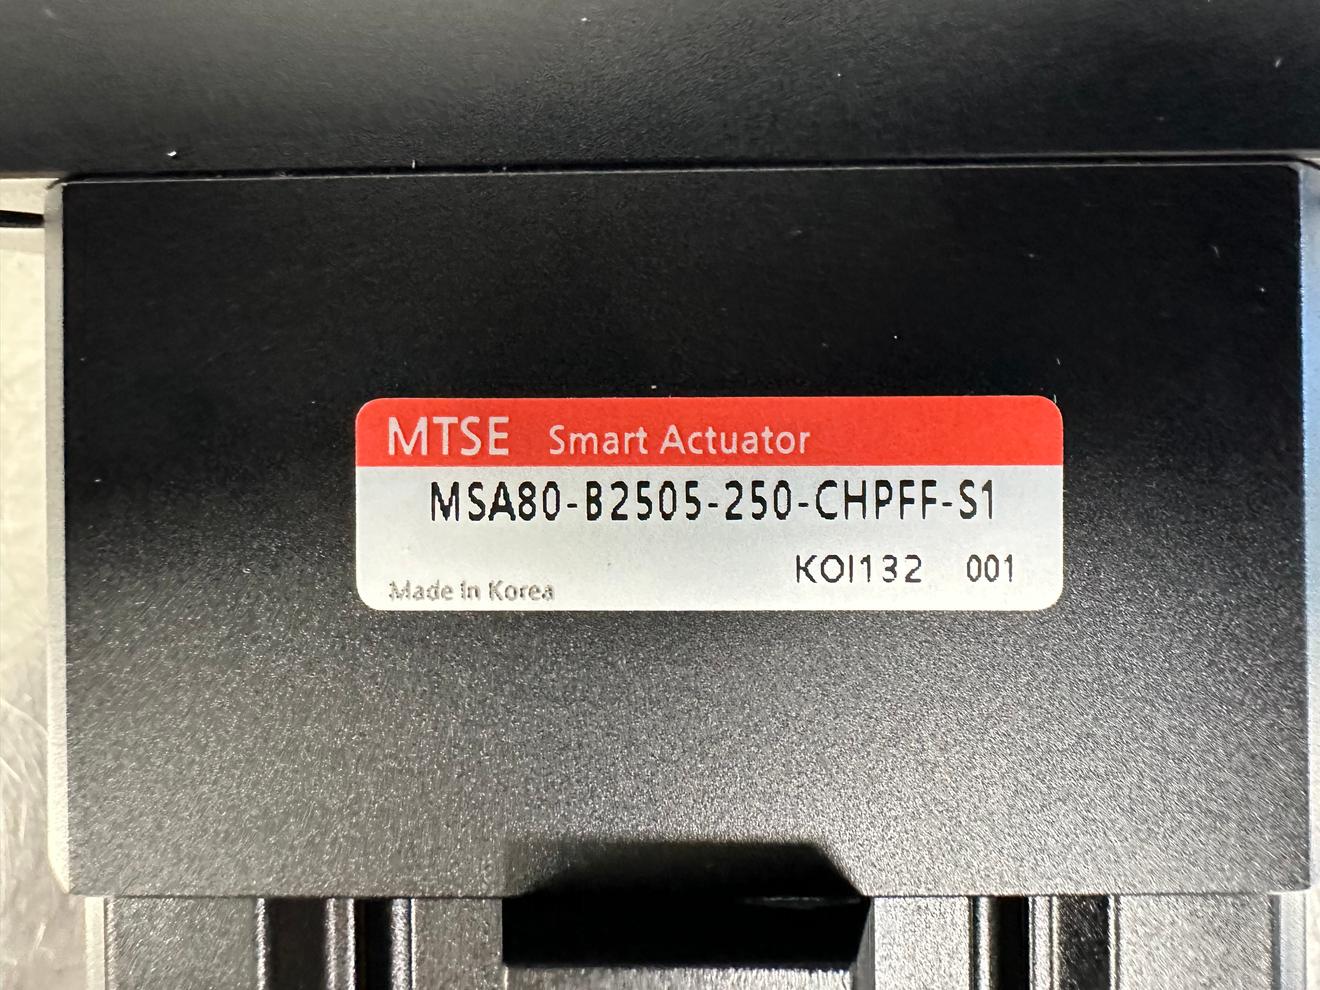 MTSE Smart Actuator
MSA80-B2505-250-CHPFF-S1
KOI132 001
Made in Korea